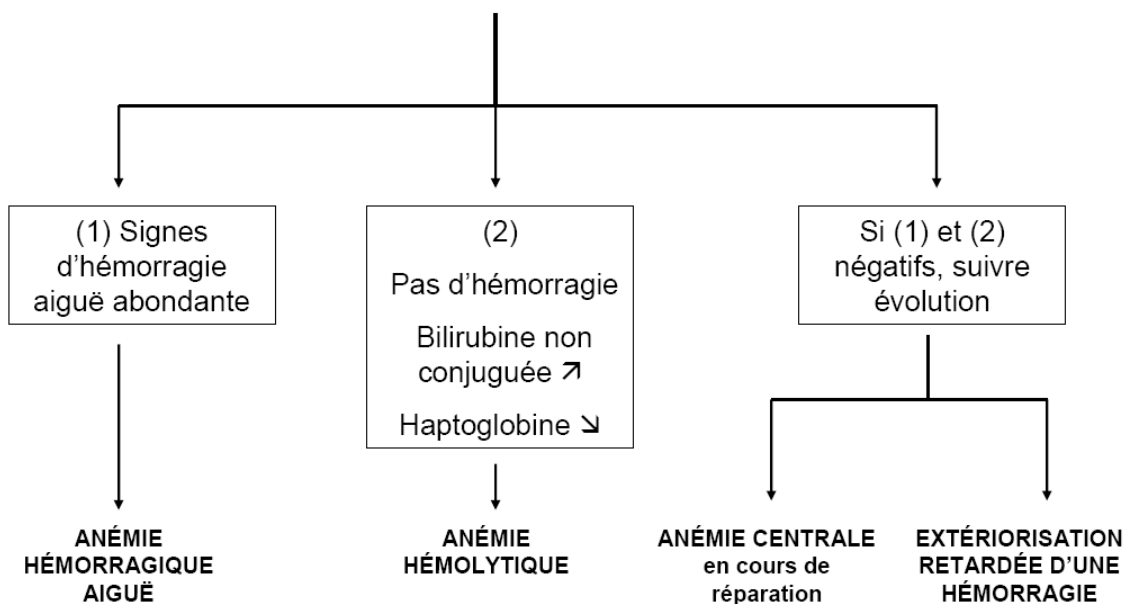 (1) Signes
d’hémorragie
aiguë abondante
(2)
Pas d’hémorragie
Bilirubine non
conjuguée ↗
Haptoglobine ↘
Si (1) et (2)
négatifs, suivre
évolution
ANÉMIE
HÉMORRAGIQUE
AIGUË
ANÉMIE
HÉMOLYTIQUE
ANÉMIE CENTRALE
en cours de
réparation
EXTÉRIORISATION
RETARDÉE D’UNE
HÉMORRAGIE